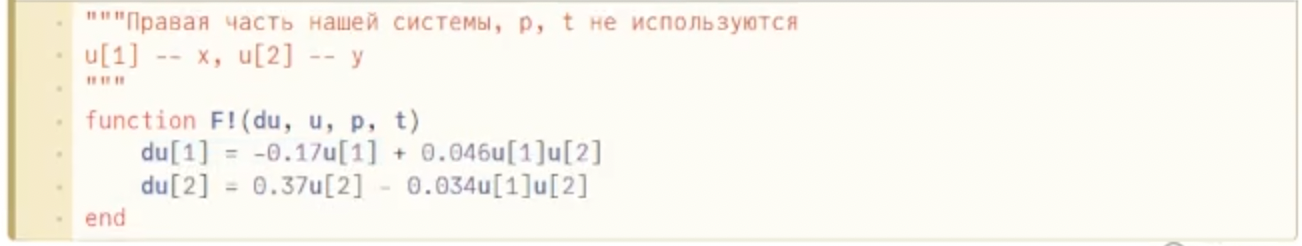 """Правая часть нашей системы, p, t не используются
u[1] -- x, u[2] -- y
"""
function F!(du, u, p, t)
du[1] = -0.17u[1] + 0.046u[1]u[2]
du[2] = 0.37u[2] - 0.034u[1]u[2]
end